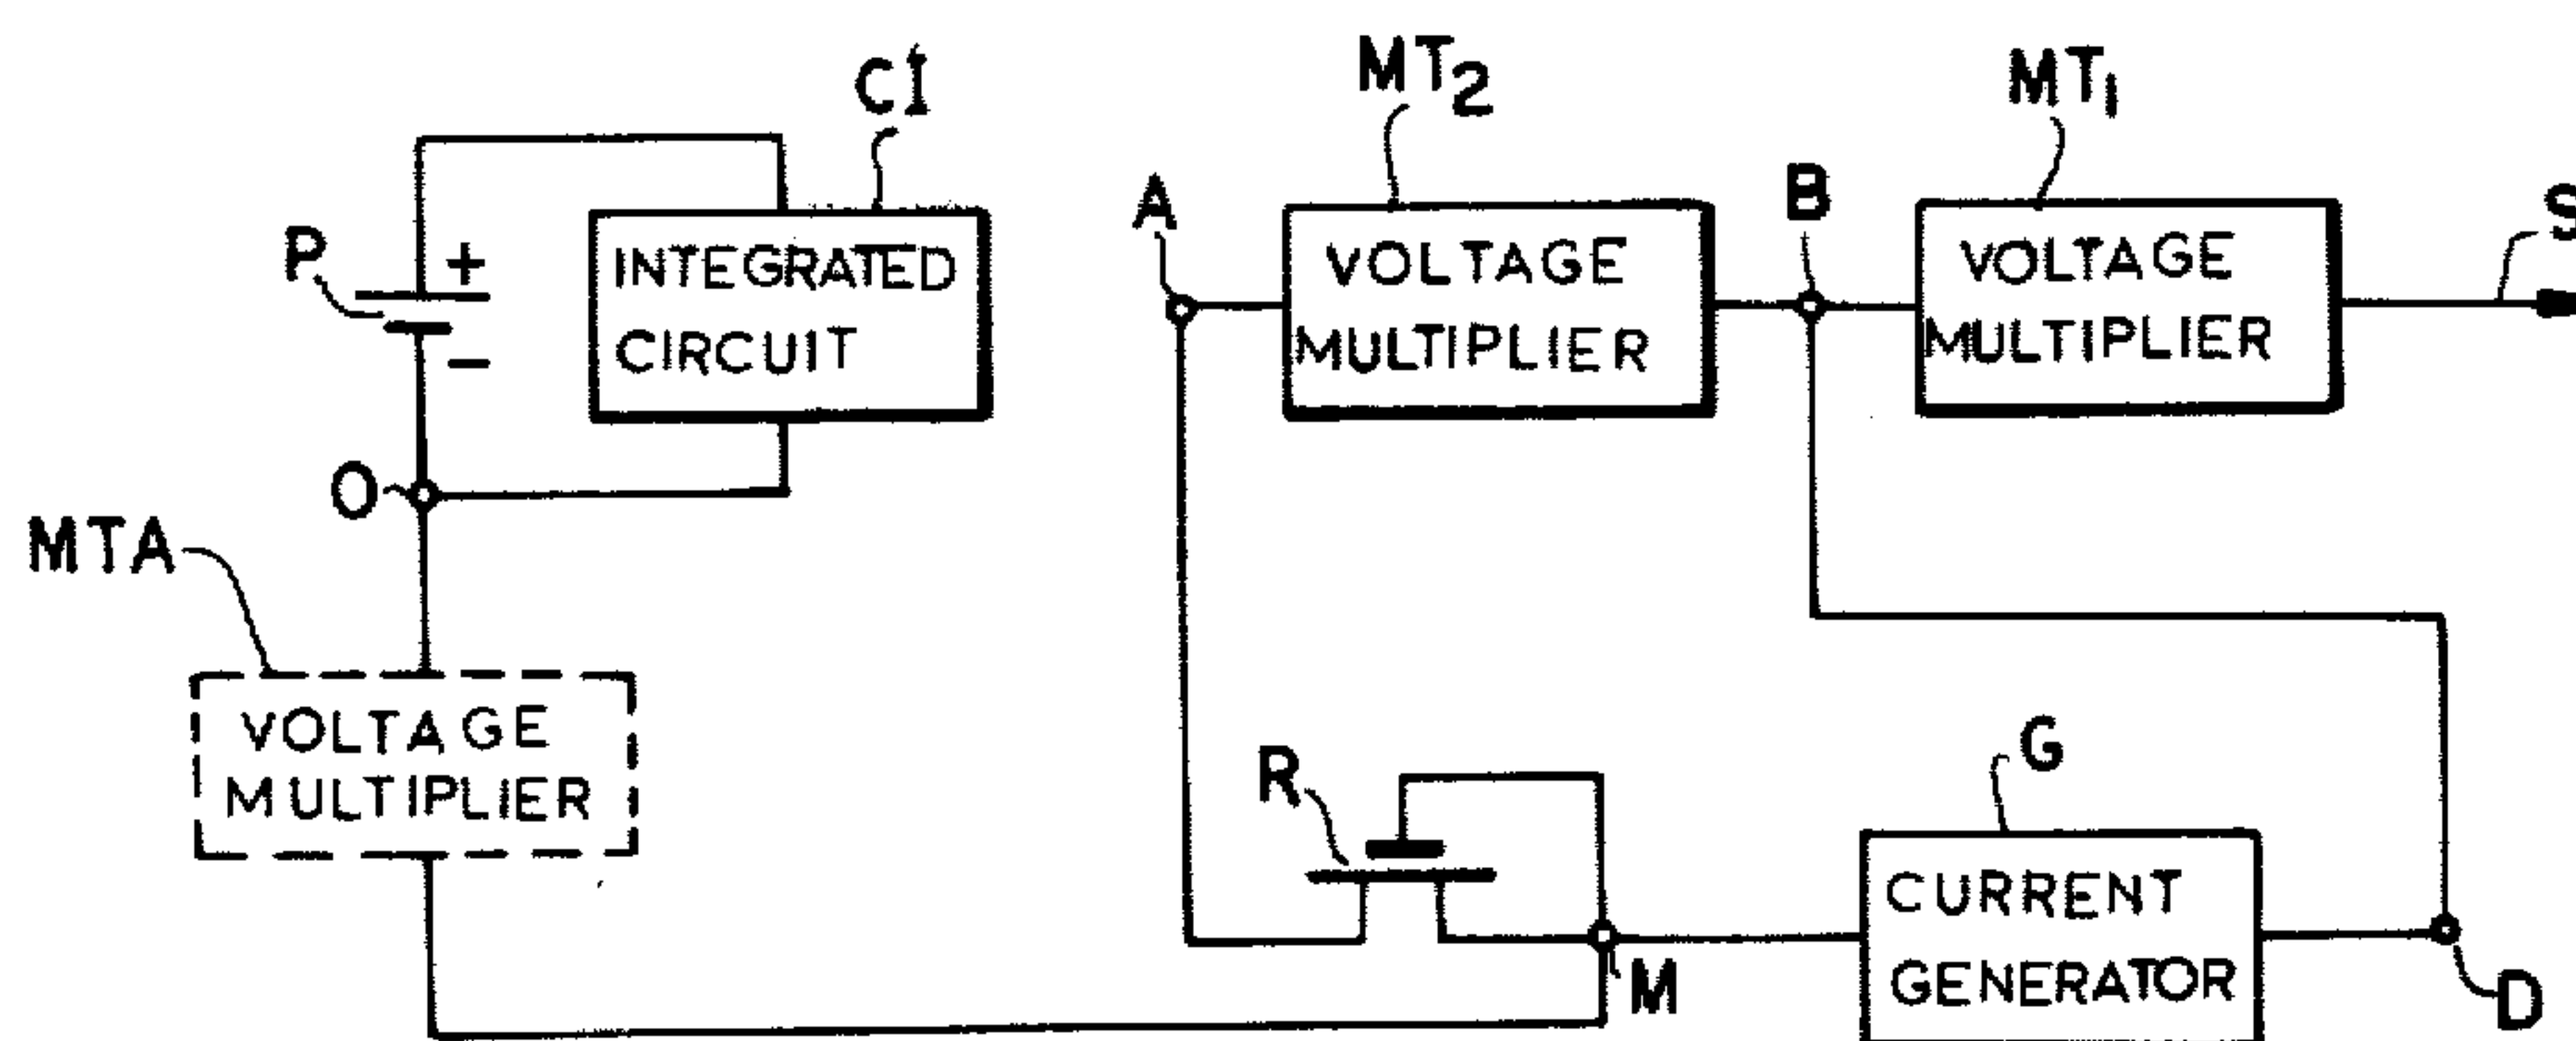 CI
MT2
MT1
A
B
S
P
+
INTEGRATED
CIRCUIT
VOLTAGE
MULTIPLIER
VOLTAGE
MULTIPLIER
−
O
MTA
VOLTAGE
MULTIPLIER
R
G
CURRENT
GENERATOR
M
D